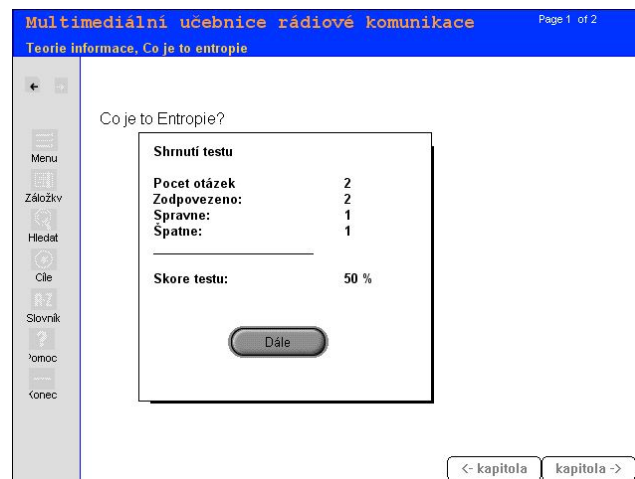 Multimediální učebnice rádiové komunikace
Page 1 of 2
Teorie informace, Co je to entropie
Co je to Entropie?
Menu
Záložky
Hledat
Cíle
A-Z
Slovník
?
Pomoc
Konec
Shrnutí testu
Pocet otázek 2
Zodpovezeno: 2
Spravne: 1
Špatne: 1
Skore testu: 50 %
Dále
<- kapitola
kapitola ->